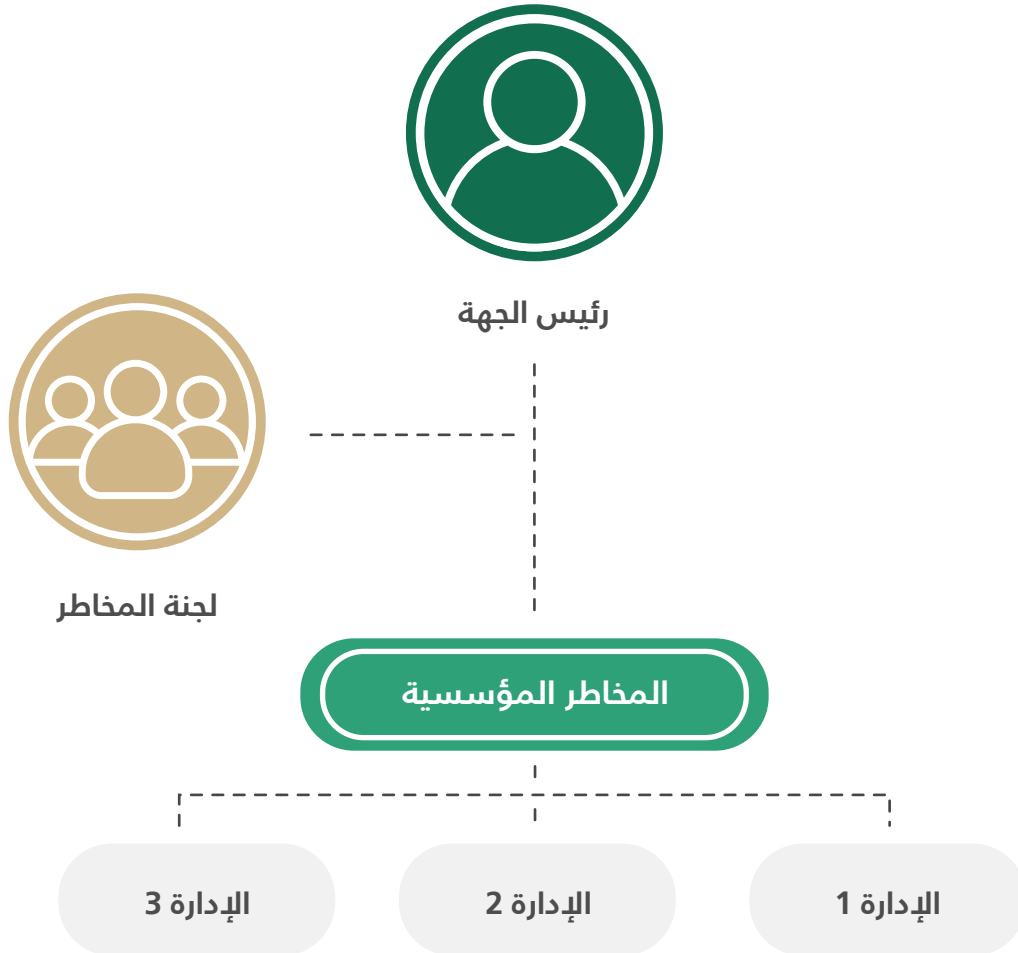 رئيس الجهة
لجنة المخاطر
المخاطر المؤسسية
الإدارة 1
الإدارة 2
الإدارة 3